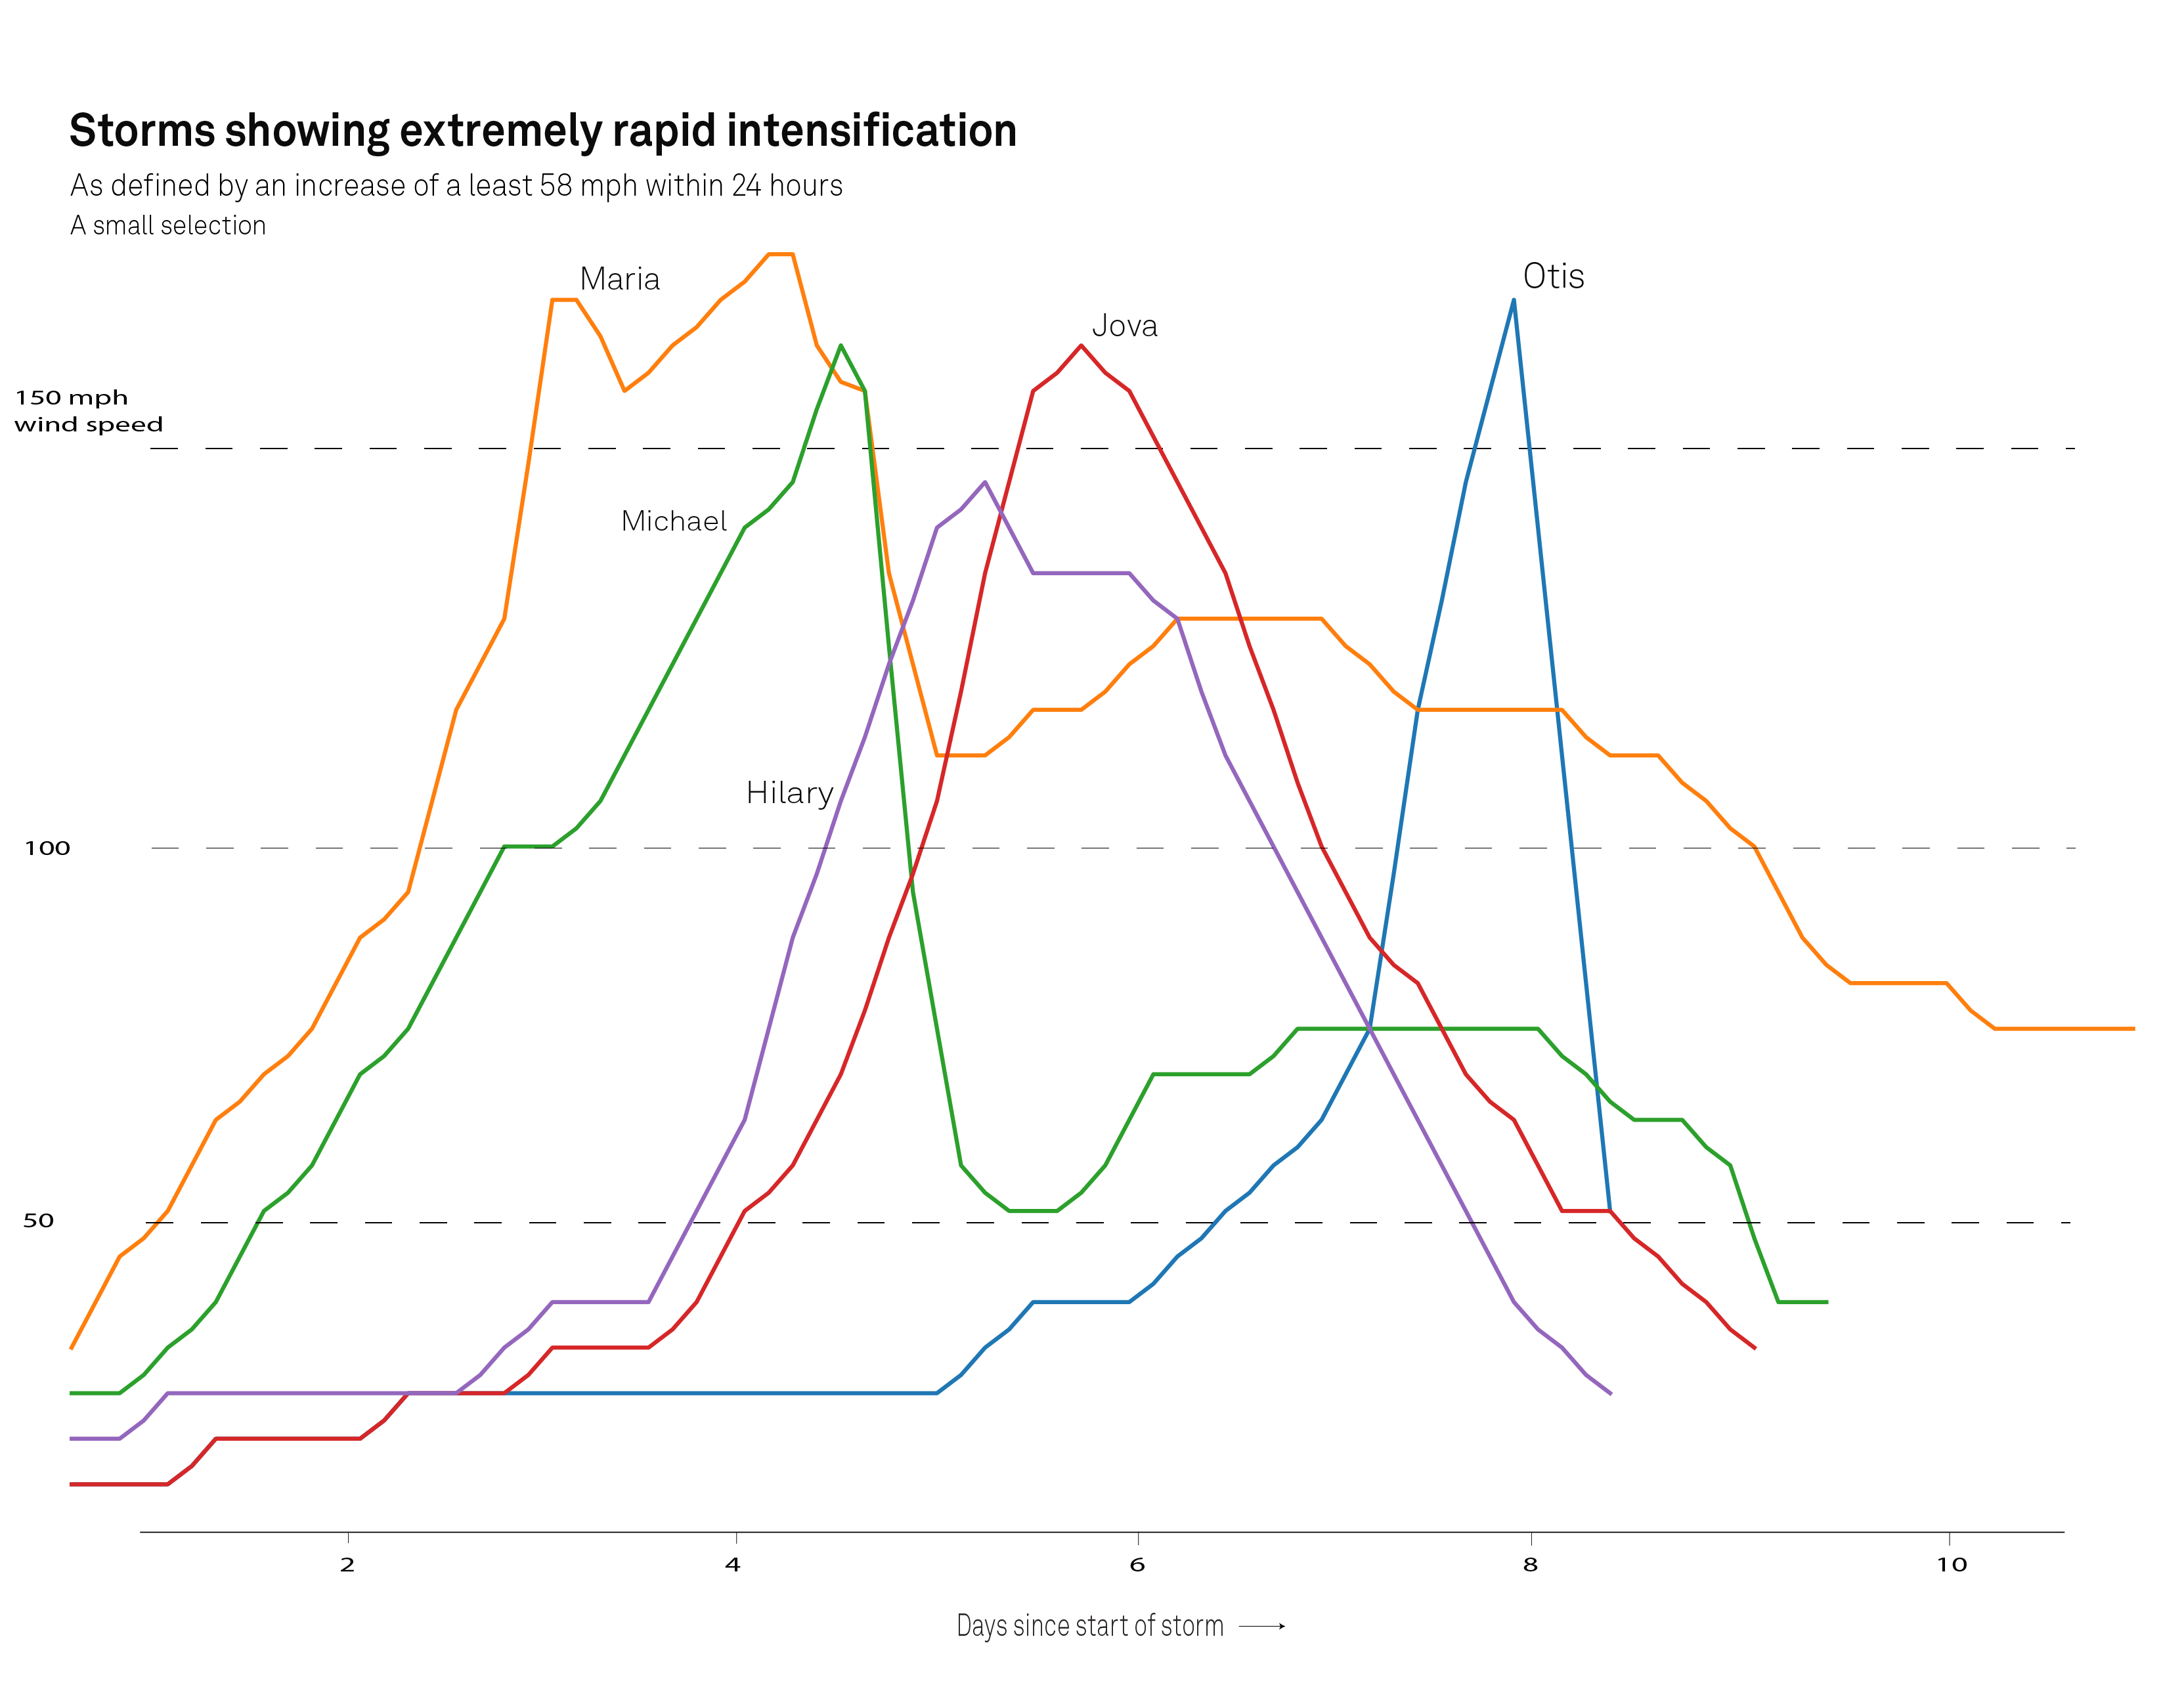 Storms showing extremely rapid intensification
As defined by an increase of a least 58 mph within 24 hours
A small selection
Maria
Otis
Jova
150 mph
wind speed
Michael
Hilary
100
50
2
4
6
8
10
Days since start of storm